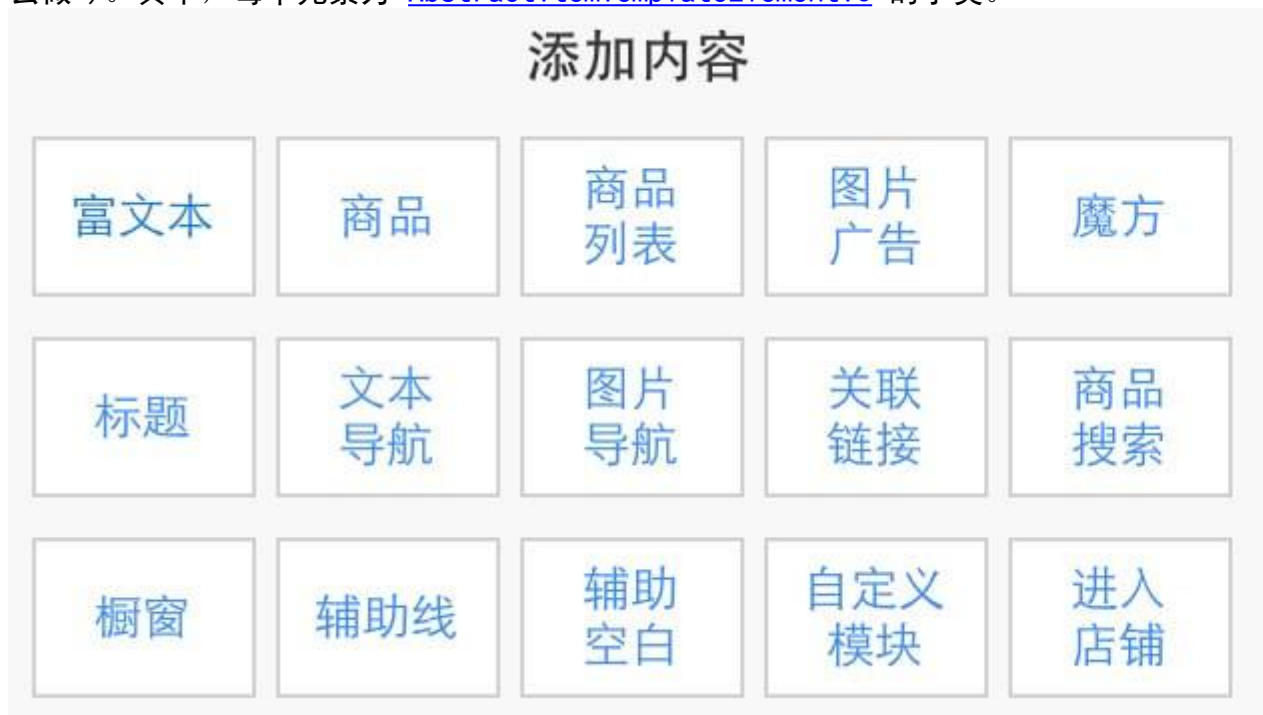 添加内容
富文本
商品
商品
列表
图片
广告
魔方
标题
文本
导航
图片
导航
关联
链接
商品
搜索
橱窗
辅助线
辅助
空白
自定义
模块
进入
店铺